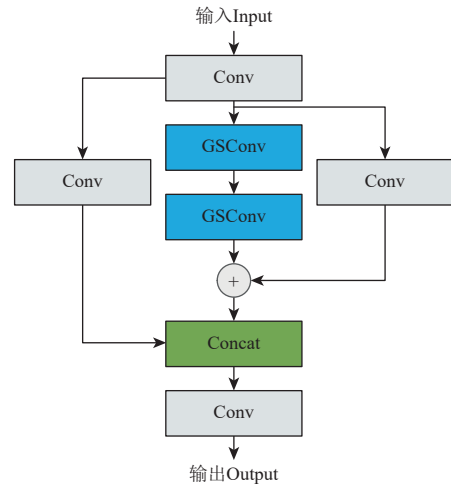 输入Input
Conv
GSConv
Conv
Conv
GSConv
+
Concat
Conv
输出Output